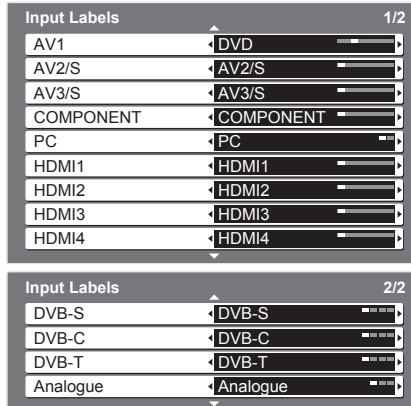 Input Labels 1/2
AV1 DVD
AV2/S AV2/S
AV3/S AV3/S
COMPONENT COMPONENT
PC PC
HDMI1 HDMI1
HDMI2 HDMI2
HDMI3 HDMI3
HDMI4 HDMI4
Input Labels 2/2
DVB-S DVB-S
DVB-C DVB-C
DVB-T DVB-T
Analogue Analogue